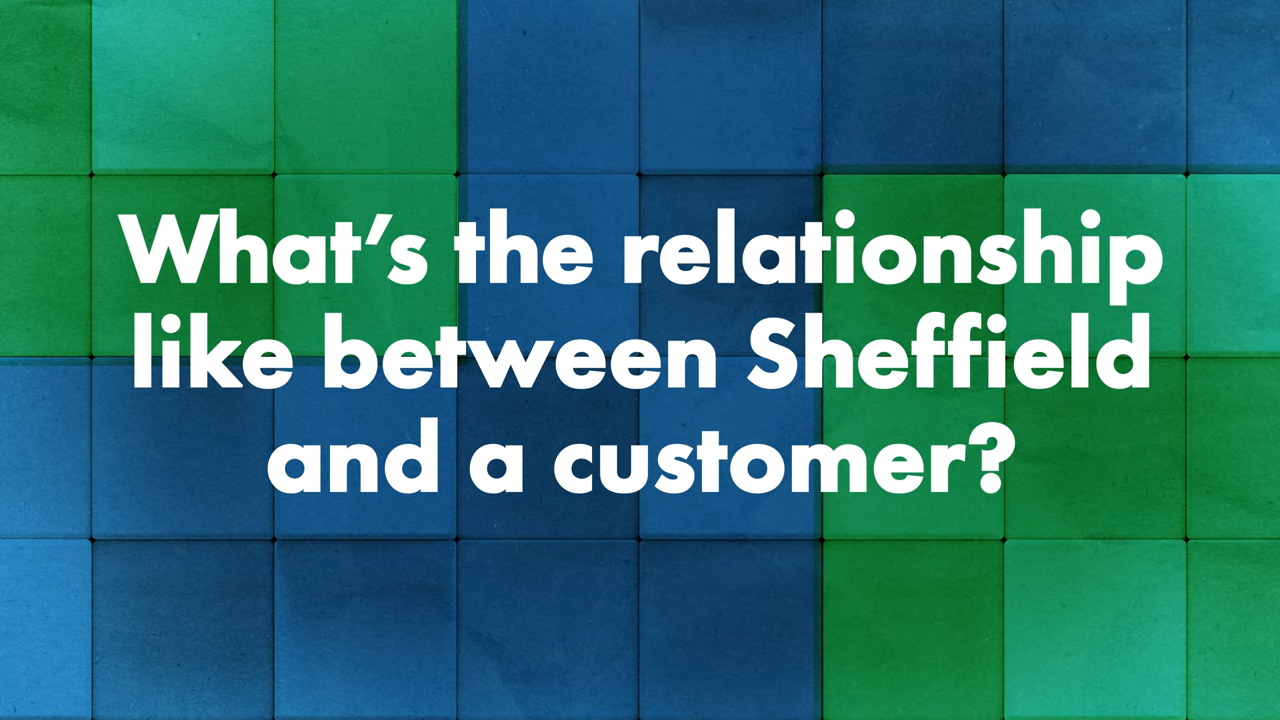 What’s the relationship
like between Sheffield
and a customer?